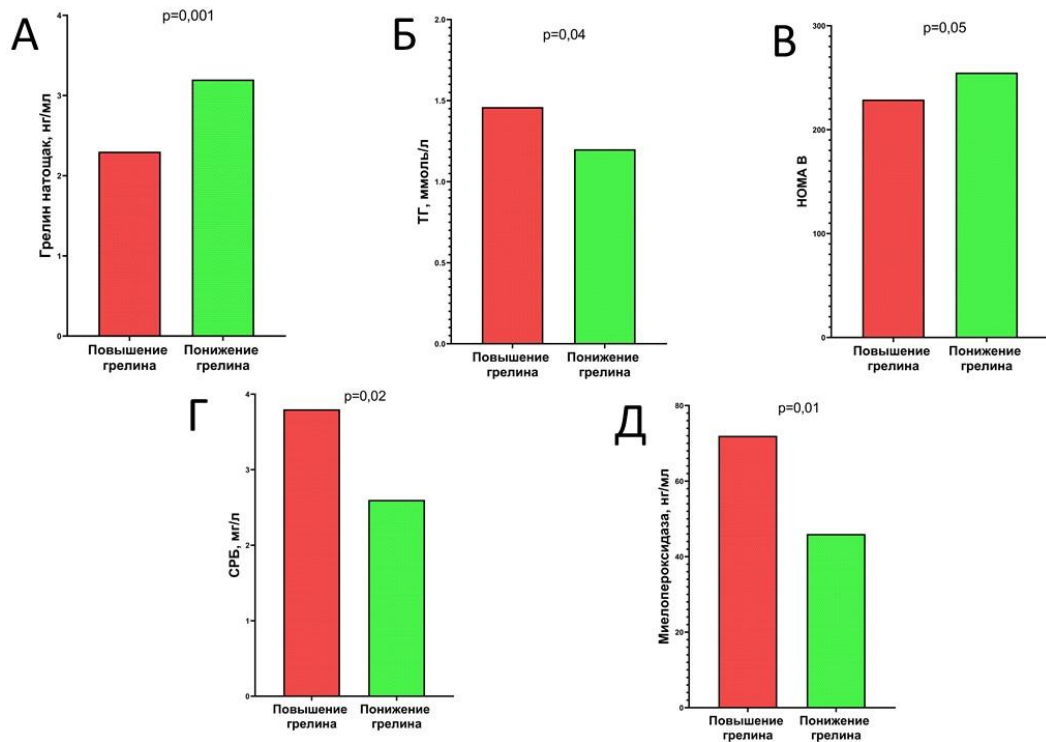 А
p=0,001
Грелин натощак, нг/мл
4
3
2
1
0
Повышение грелина
Понижение грелина
Б
p=0,04
ТГ, ммоль/л
2.0
1.5
1.0
0.5
0.0
Повышение грелина
Понижение грелина
В
p=0,05
HOMA B
300
200
100
0
Повышение грелина
Понижение грелина
Г
p=0,02
СРБ, мг/л
4
3
2
1
0
Повышение грелина
Понижение грелина
Д
p=0,01
Миелопероксидаза, нг/мл
80
60
40
20
0
Повышение грелина
Понижение грелина